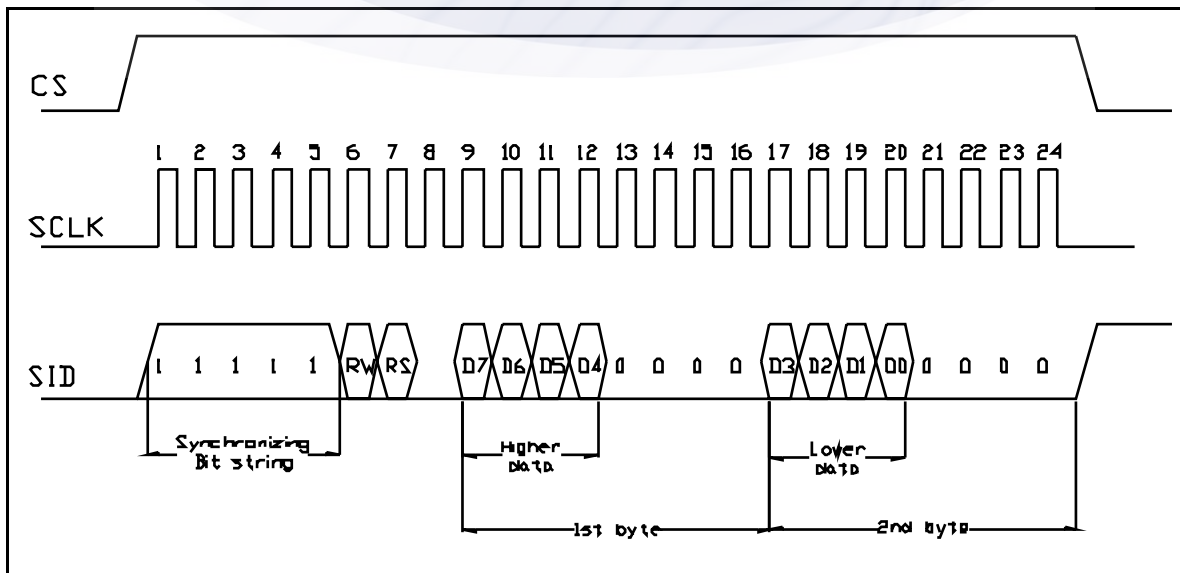 CS
1 2 3 4 5 6 7 8 9 10 11 12 13 14 15 16 17 18 19 20 21 22 23 24
SCLK
SID 1 1 1 1 1 RW RS D7 D6 D5 D4 0 0 0 0 D3 D2 D1 D0 0 0 0 0
Synchronizing
Bit string
Higher
data
Lower
data
1st byte
2nd byte